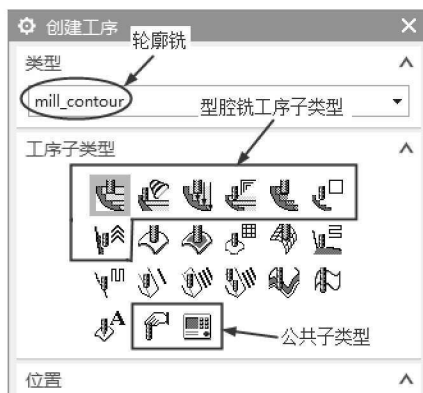 创建工序
轮廓铣
类型
mill_contour
型腔铣工序子类型
工序子类型
A
公共子类型
位置